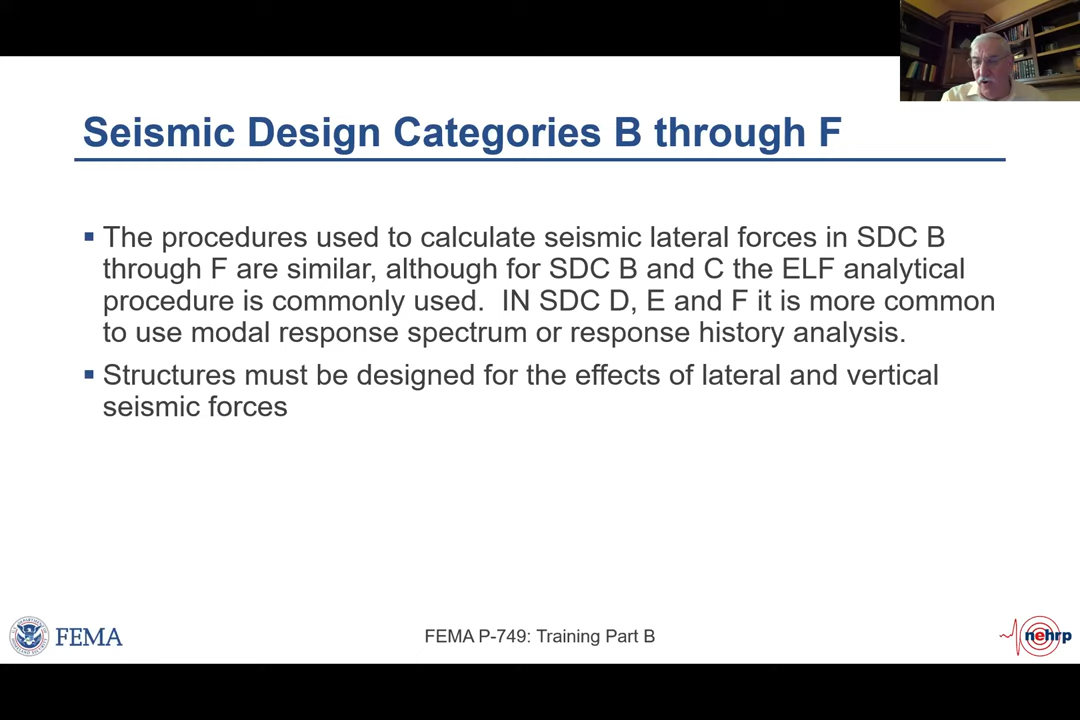 Seismic Design Categories B through F
▪ The procedures used to calculate seismic lateral forces in SDC B
through F are similar, although for SDC B and C the ELF analytical
procedure is commonly used.  IN SDC D, E and F it is more common
to use modal response spectrum or response history analysis.
▪ Structures must be designed for the effects of lateral and vertical
seismic forces
FEMA
FEMA P-749: Training Part B
nehrp